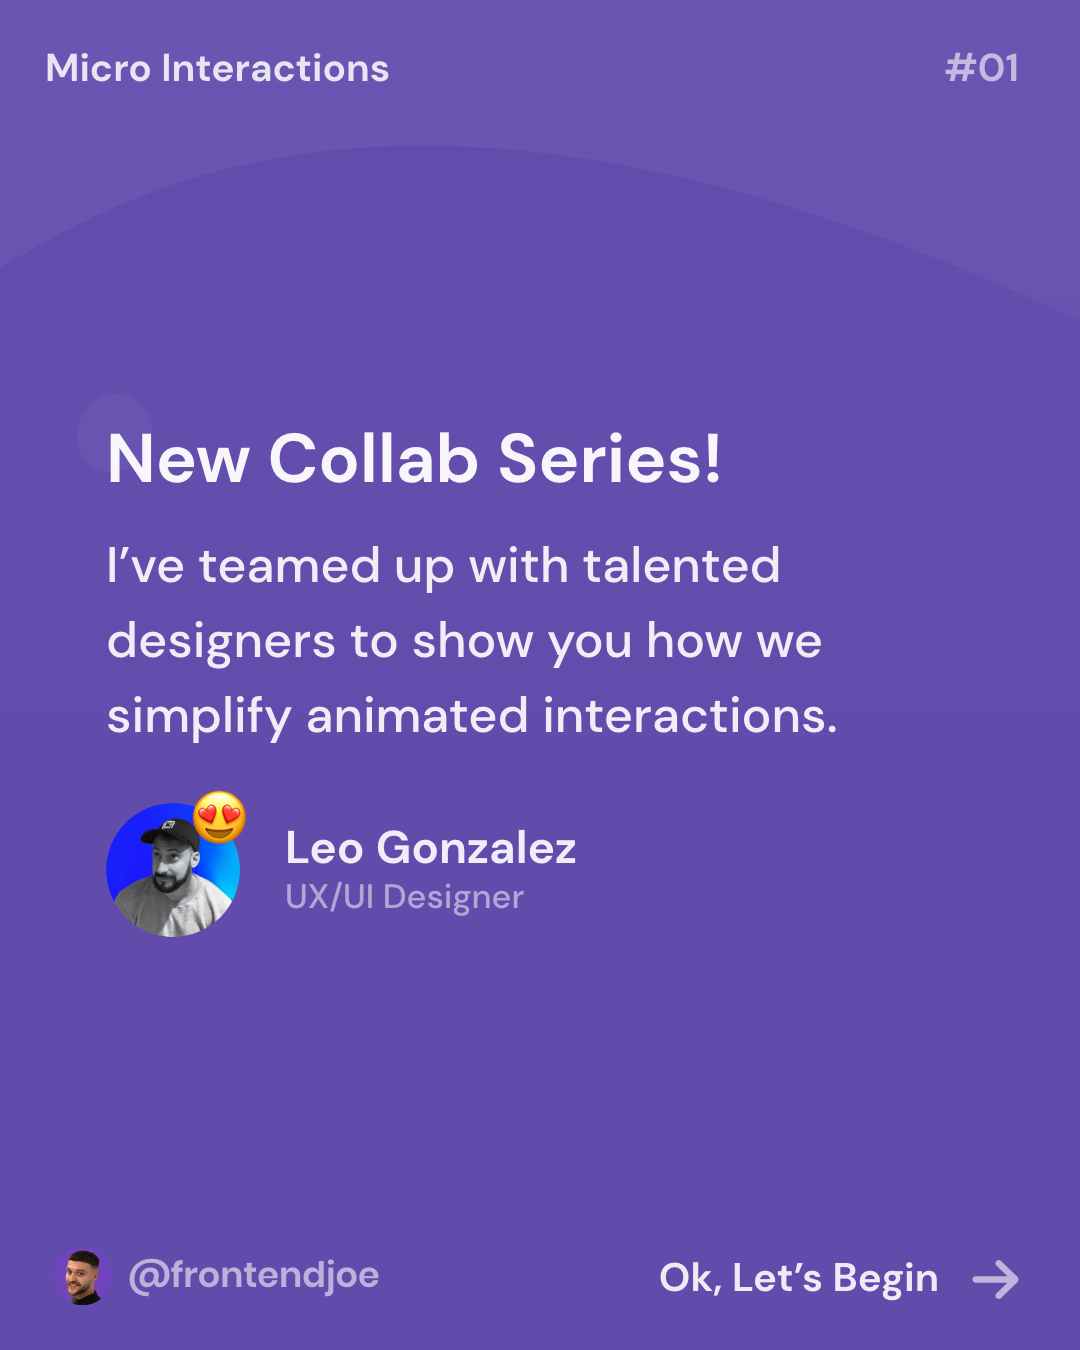 Micro Interactions
#01
New Collab Series!
I’ve teamed up with talented
designers to show you how we
simplify animated interactions.
Leo Gonzalez
UX/UI Designer
@frontendjoe
Ok, Let’s Begin